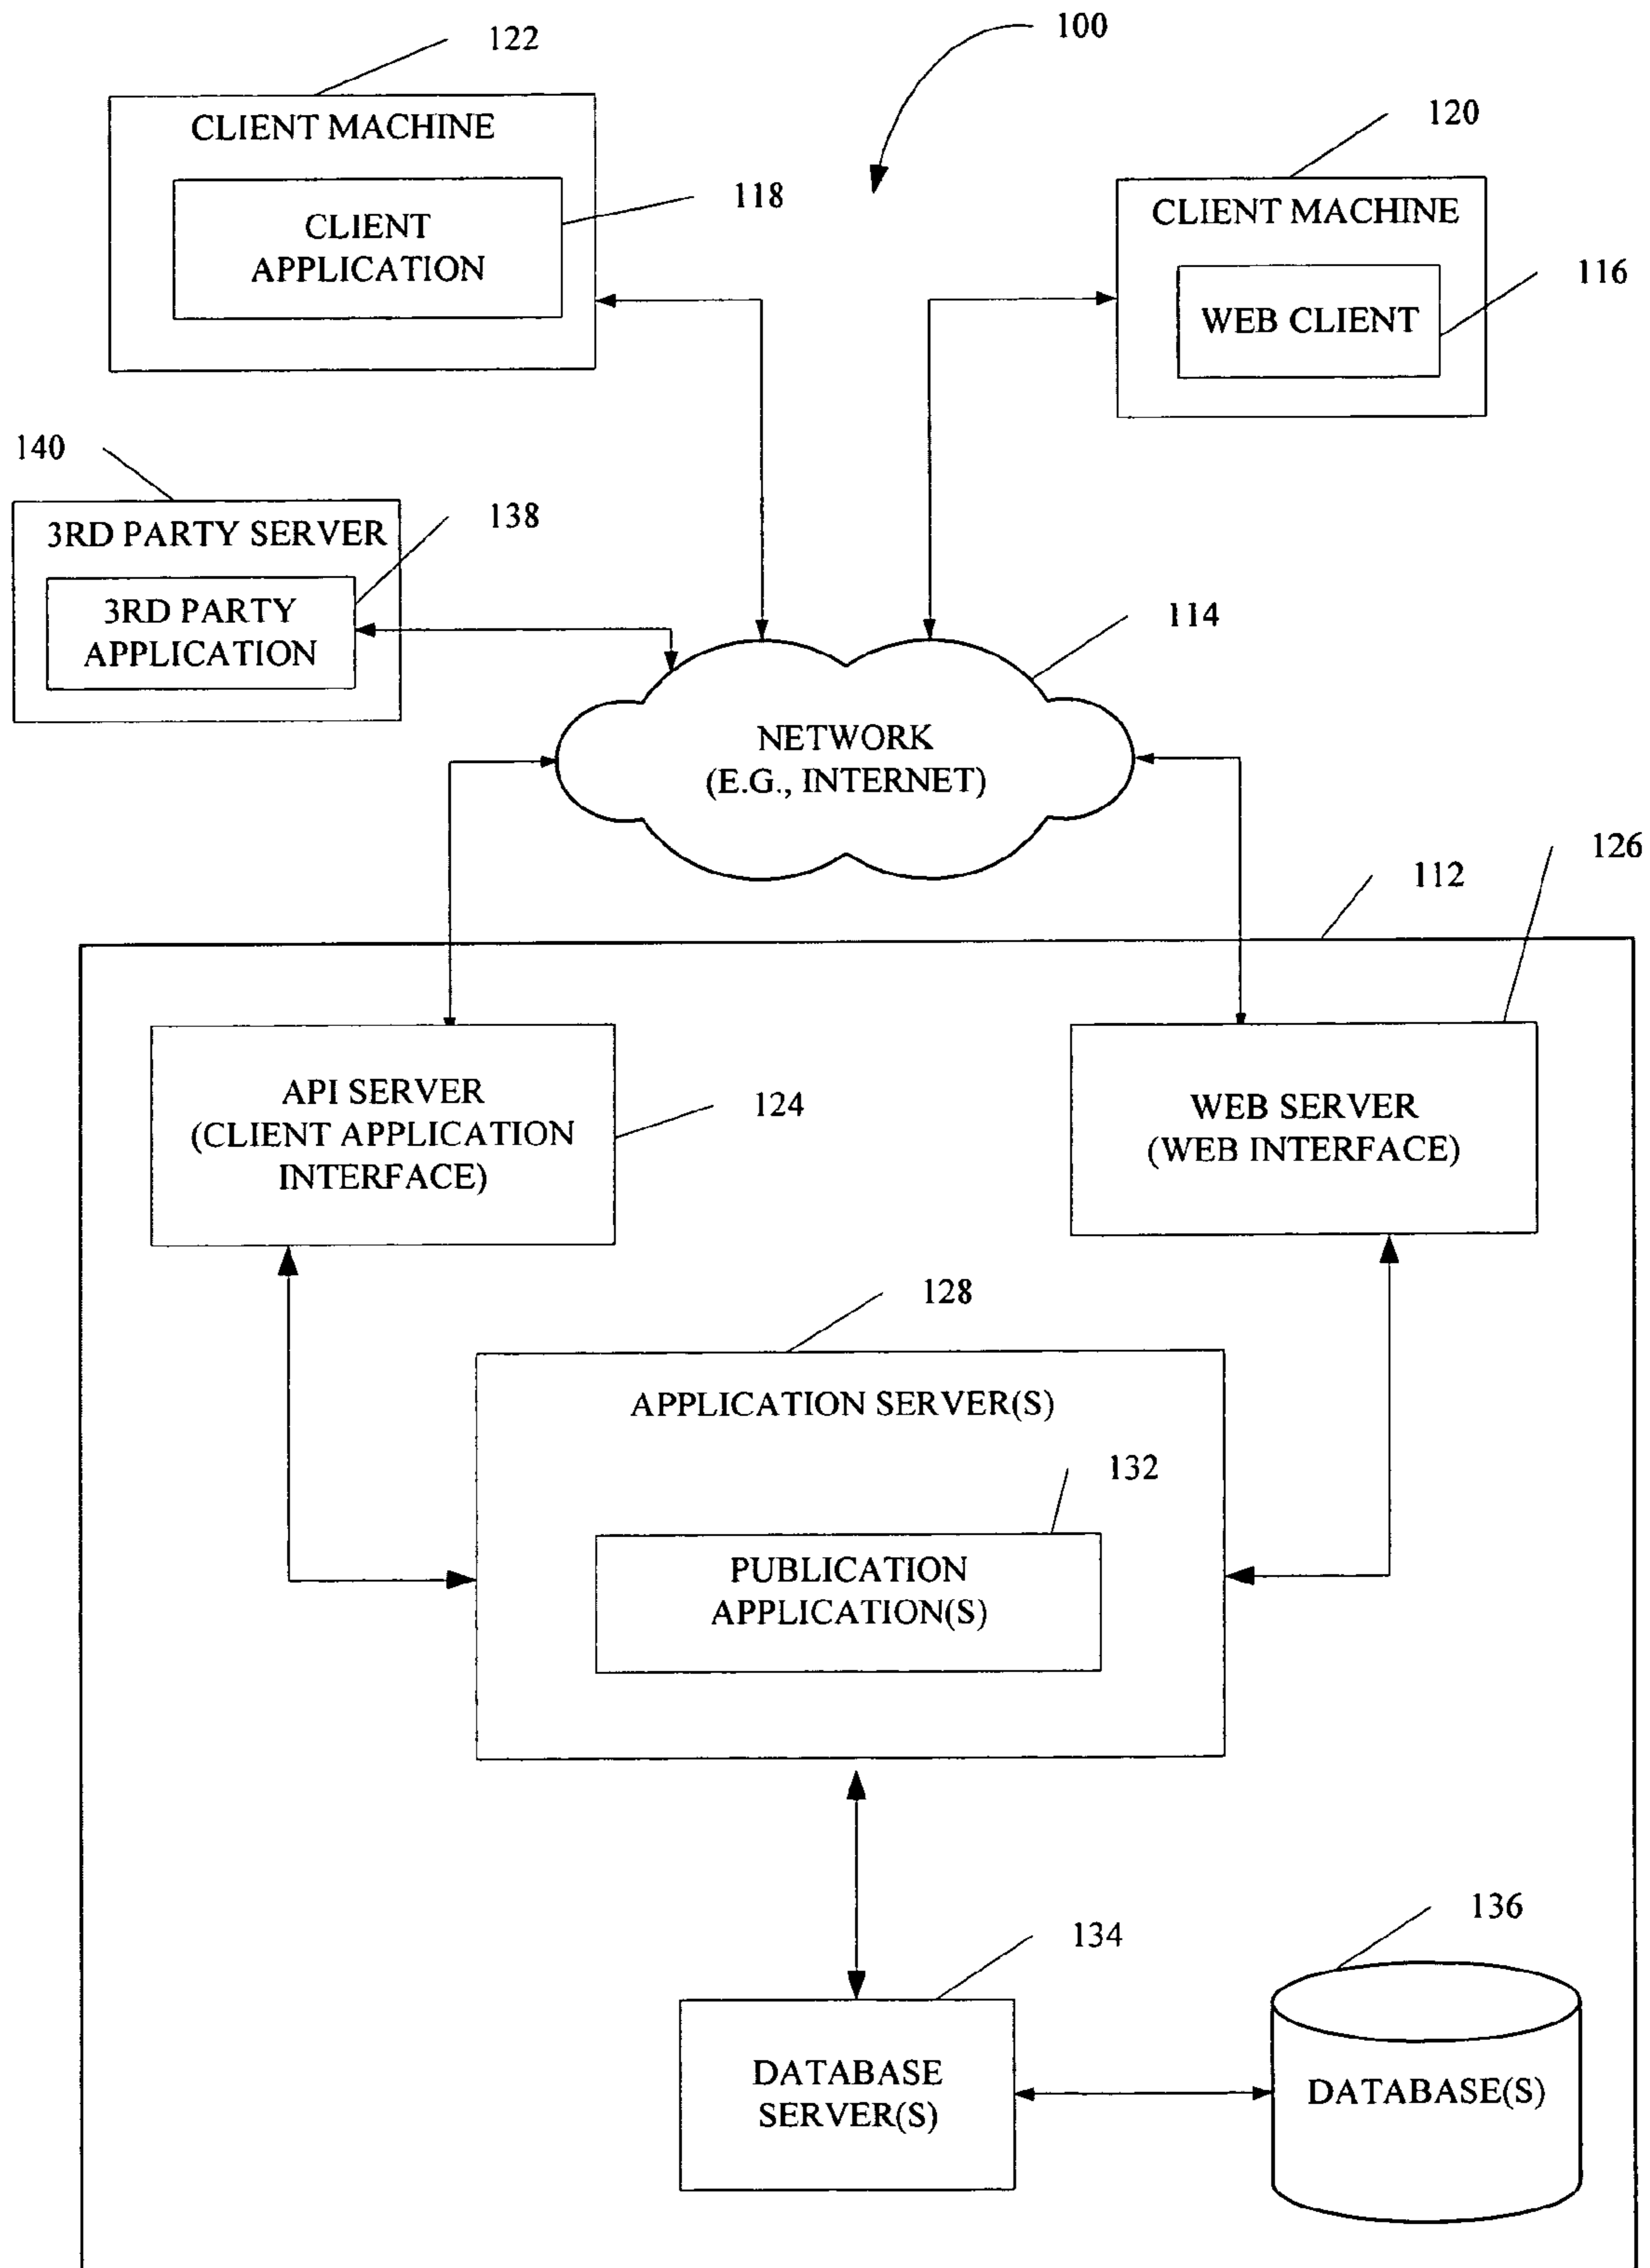 100
122
CLIENT MACHINE
118
CLIENT
APPLICATION
120
CLIENT MACHINE
116
WEB CLIENT
140
3RD PARTY SERVER
138
3RD PARTY
APPLICATION
114
NETWORK
(E.G., INTERNET)
126
112
API SERVER
(CLIENT APPLICATION
INTERFACE)
124
WEB SERVER
(WEB INTERFACE)
128
APPLICATION SERVER(S)
132
PUBLICATION
APPLICATION(S)
134
DATABASE
SERVER(S)
136
DATABASE(S)